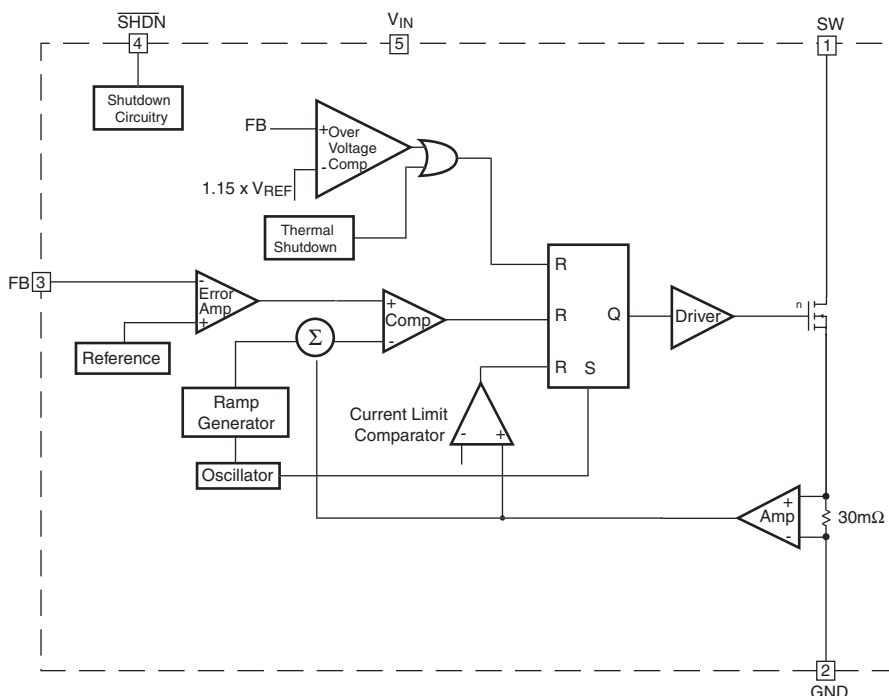 SHDN
4
VIN
5
SW
1
Shutdown
Circuitry
FB
+
Over
Voltage
Comp
-
1.15 x VREF
Thermal
Shutdown
FB
3
-
Error
Amp
+
Reference
Σ
+
Comp
-
R
R
R
S
Q
Driver
n
Ramp
Generator
Oscillator
Current Limit
Comparator
-
+
+
Amp
-
30mΩ
2
GND